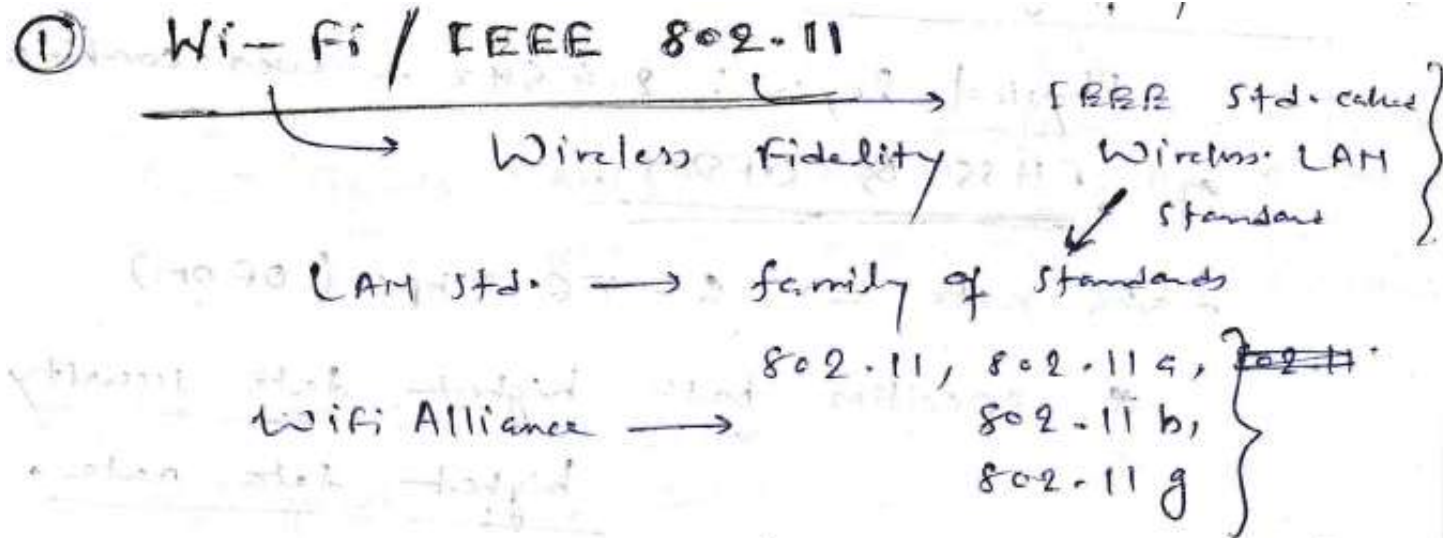 ① Wi-Fi / IEEE 802.11
IEEE Std. called
Wireless Fidelity Wireless LAN
Standard
LAN Std. → family of Standards
802.11, 802.11a,
WiFi Alliance → 802.11b,
802.11g